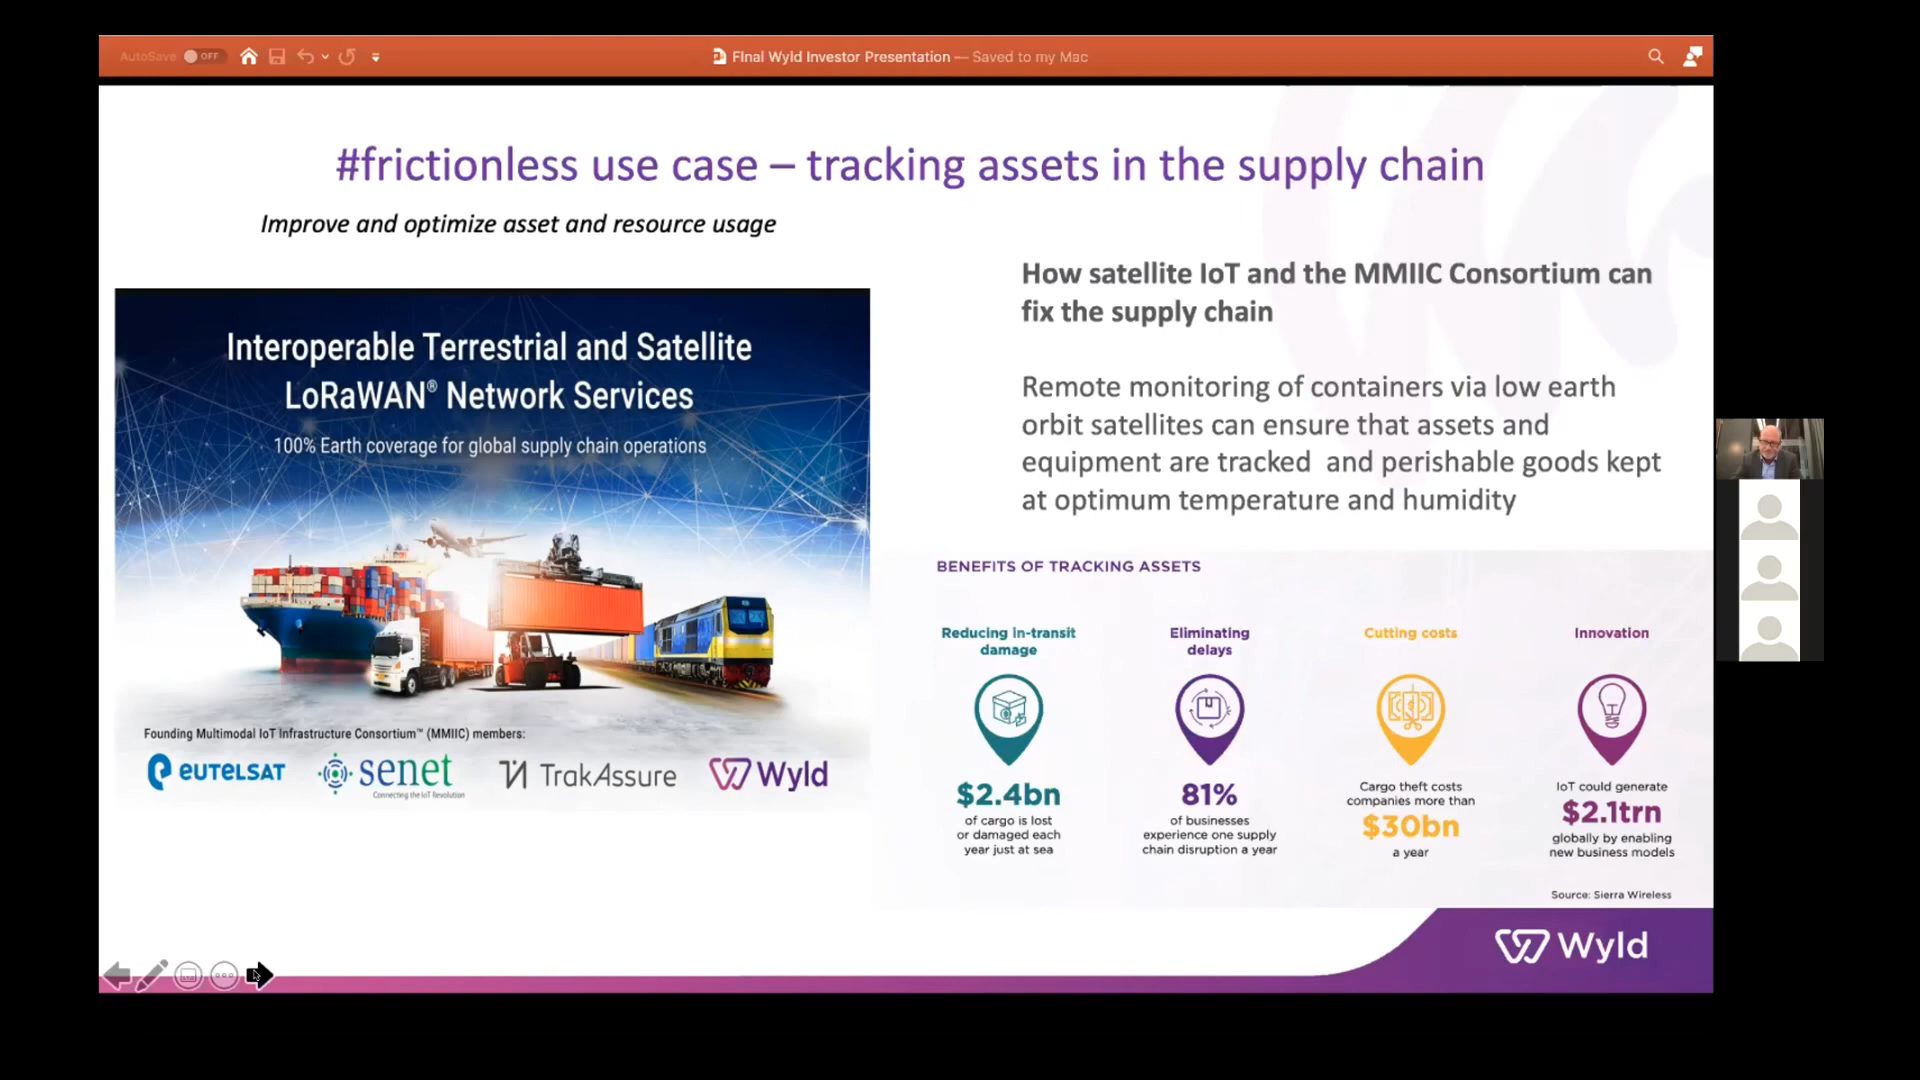 AutoSave OFF
FInal Wyld Investor Presentation — Saved to my Mac
#frictionless use case – tracking assets in the supply chain
Improve and optimize asset and resource usage
Interoperable Terrestrial and Satellite
LoRaWAN® Network Services
100% Earth coverage for global supply chain operations
Founding Multimodal IoT Infrastructure Consortium™ (MMIIC) members:
eutelsat
senet
Connecting the IoT Revolution
TrakAssure
Wyld
How satellite IoT and the MMIIC Consortium can
fix the supply chain
Remote monitoring of containers via low earth
orbit satellites can ensure that assets and
equipment are tracked  and perishable goods kept
at optimum temperature and humidity
BENEFITS OF TRACKING ASSETS
Reducing in-transit
damage
$2.4bn
of cargo is lost
or damaged each
year just at sea
Eliminating
delays
81%
of businesses
experience one supply
chain disruption a year
Cutting costs
Cargo theft costs
companies more than
$30bn
a year
Innovation
IoT could generate
$2.1trn
globally by enabling
new business models
Source: Sierra Wireless
Wyld